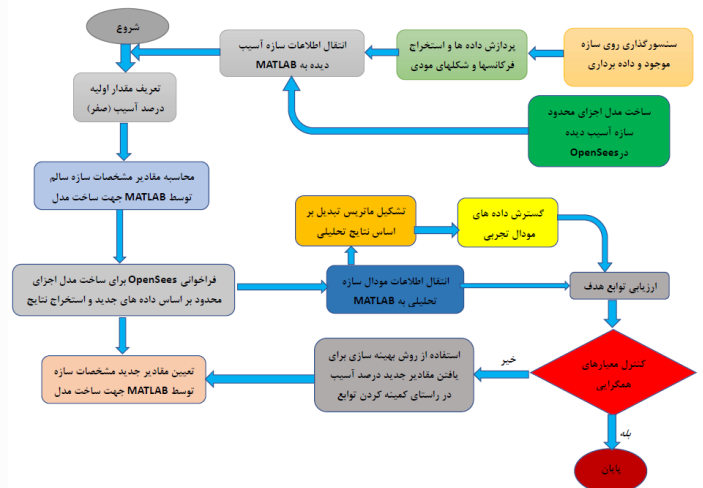 شروع
سنسورگذاری روی سازه
موجود و داده برداری
پردازش داده ها و استخراج
فرکانسها و شکلهای مودی
انتقال اطلاعات سازه آسیب
دیده به MATLAB
ساخت مدل اجزای محدود
سازه آسیب دیده
در OpenSees
تعریف مقدار اولیه
درصد آسیب (صفر)
محاسبه مقادیر مشخصات سازه سالم
توسط MATLAB جهت ساخت مدل
تشکیل ماتریس تبدیل بر
اساس نتایج تحلیلی
گسترش داده های
مودال تجربی
فراخوانی OpenSees برای ساخت مدل اجزای
محدود بر اساس داده های جدید و استخراج نتایج
انتقال اطلاعات مودال سازه
تحلیلی به MATLAB
ارزیابی توابع هدف
کنترل معیارهای
همگرایی
خیر
استفاده از روش بهینه سازی برای
یافتن مقادیر جدید درصد آسیب
در راستای کمینه کردن توابع
تعیین مقادیر جدید مشخصات سازه
توسط MATLAB جهت ساخت مدل
بله
پایان